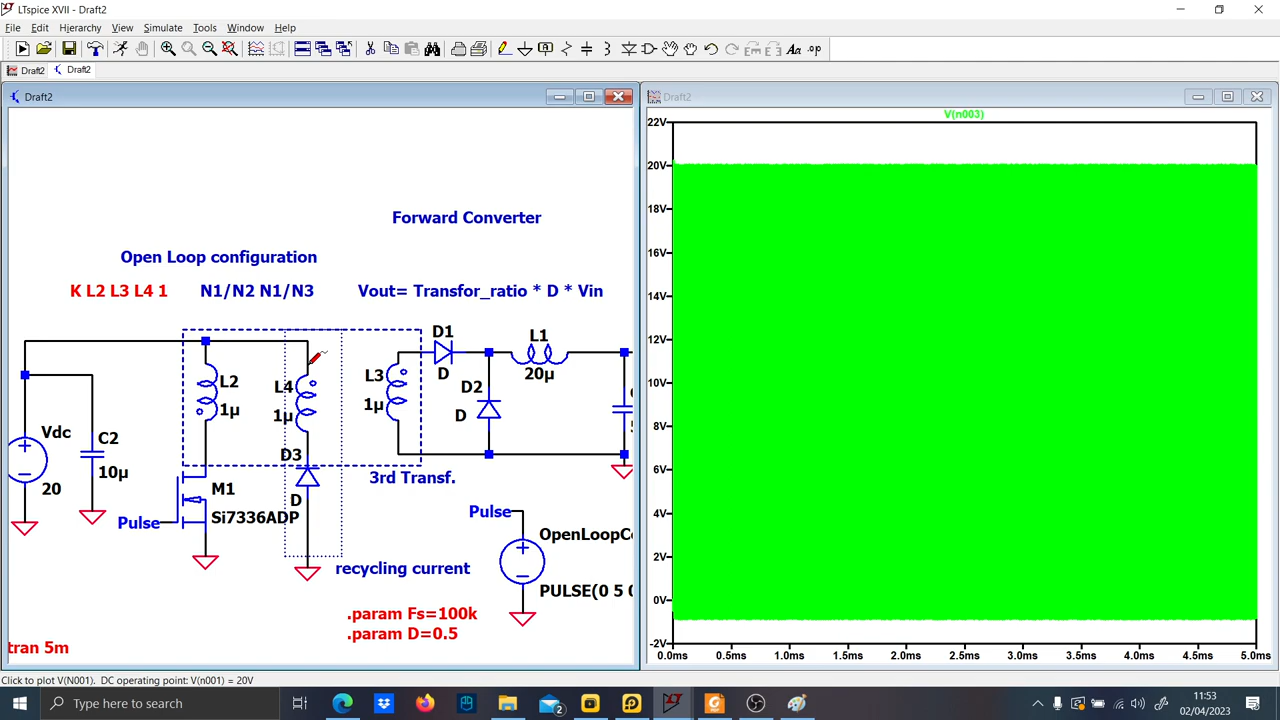 LTspice XVII - Draft2
File Edit Hierarchy View Simulate Tools Window Help
Draft2 Draft2
Draft2
Forward Converter
Open Loop configuration
K L2 L3 L4 1 N1/N2 N1/N3 Vout= Transfor_ratio * D * Vin
D1 L1
L2 L4 L3 D 20µ
1µ 1µ 1µ D2
D
Vdc C2 D3
20 10µ M1 D 3rd Transf.
Pulse Si7336ADP Pulse
OpenLoopCo
recycling current PULSE(0 5 0
.param Fs=100k
.param D=0.5
tran 5m
Draft2
V(n003)
22V
20V
18V
16V
14V
12V
10V
8V
6V
4V
2V
0V
-2V
0.0ms 0.5ms 1.0ms 1.5ms 2.0ms 2.5ms 3.0ms 3.5ms 4.0ms 4.5ms 5.0ms
Click to plot V(N001). DC operating point: V(n001) = 20V
Type here to search
2
11:53
02/04/2023